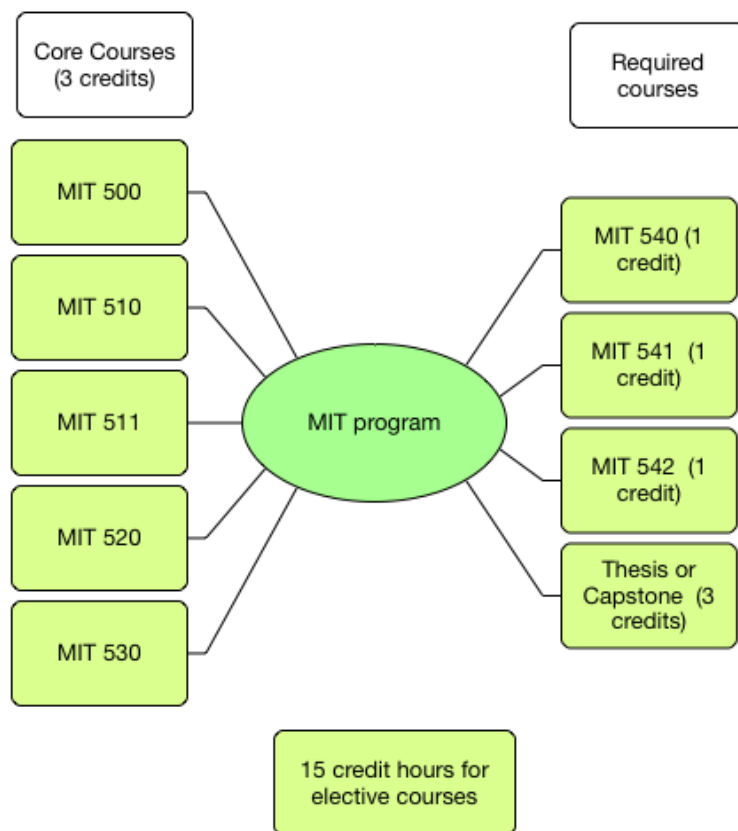 Core Courses
(3 credits)
Required
courses
MIT 500
MIT 510
MIT 511
MIT 520
MIT 530
MIT program
MIT 540 (1
credit)
MIT 541  (1
credit)
MIT 542  (1
credit)
Thesis or
Capstone  (3
credits)
15 credit hours for
elective courses